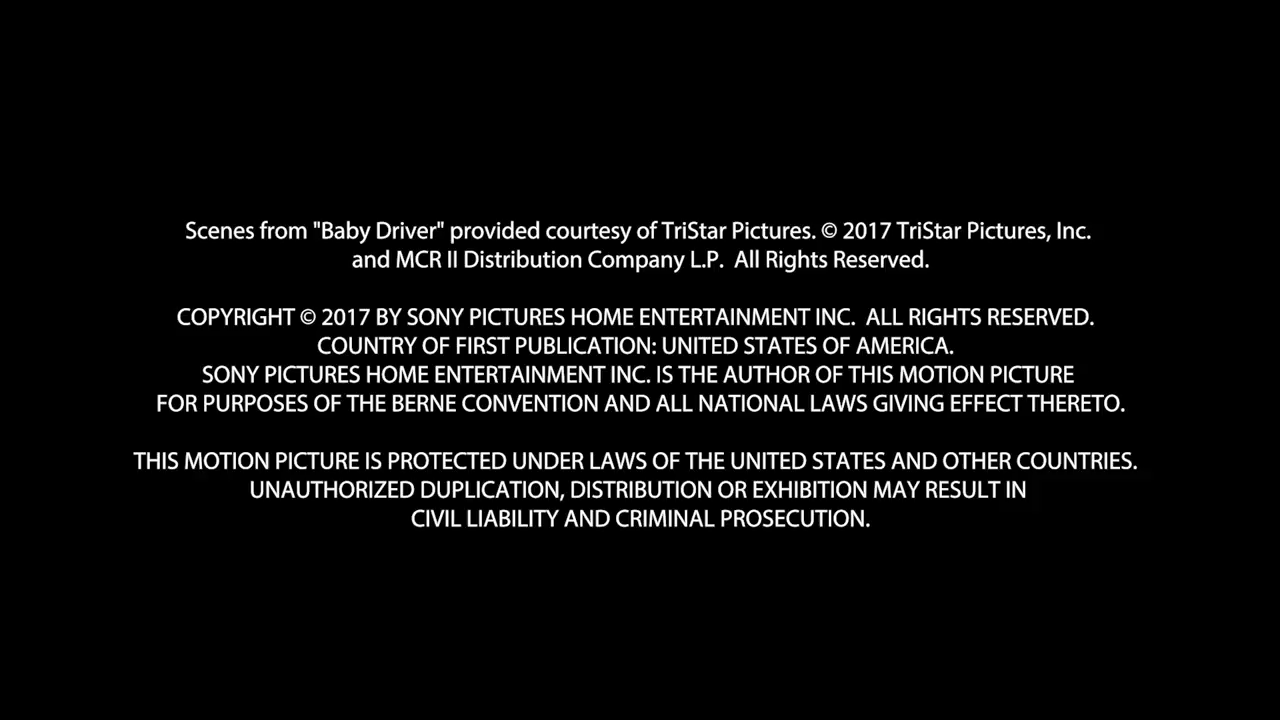 Scenes from "Baby Driver" provided courtesy of TriStar Pictures. © 2017 TriStar Pictures, Inc.
and MCR II Distribution Company L.P.  All Rights Reserved.
COPYRIGHT © 2017 BY SONY PICTURES HOME ENTERTAINMENT INC.  ALL RIGHTS RESERVED.
COUNTRY OF FIRST PUBLICATION: UNITED STATES OF AMERICA.
SONY PICTURES HOME ENTERTAINMENT INC. IS THE AUTHOR OF THIS MOTION PICTURE
FOR PURPOSES OF THE BERNE CONVENTION AND ALL NATIONAL LAWS GIVING EFFECT THERETO.
THIS MOTION PICTURE IS PROTECTED UNDER LAWS OF THE UNITED STATES AND OTHER COUNTRIES.
UNAUTHORIZED DUPLICATION, DISTRIBUTION OR EXHIBITION MAY RESULT IN
CIVIL LIABILITY AND CRIMINAL PROSECUTION.